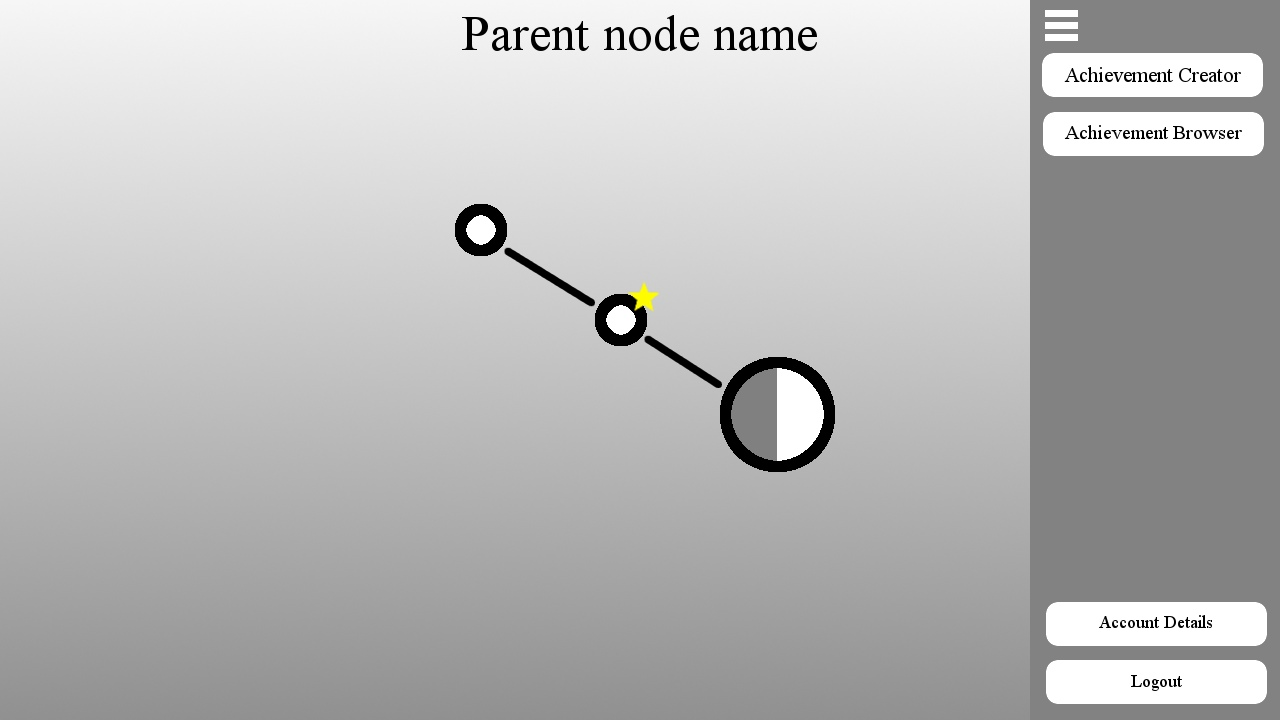 Parent node name
Achievement Creator
Achievement Browser
Account Details
Logout